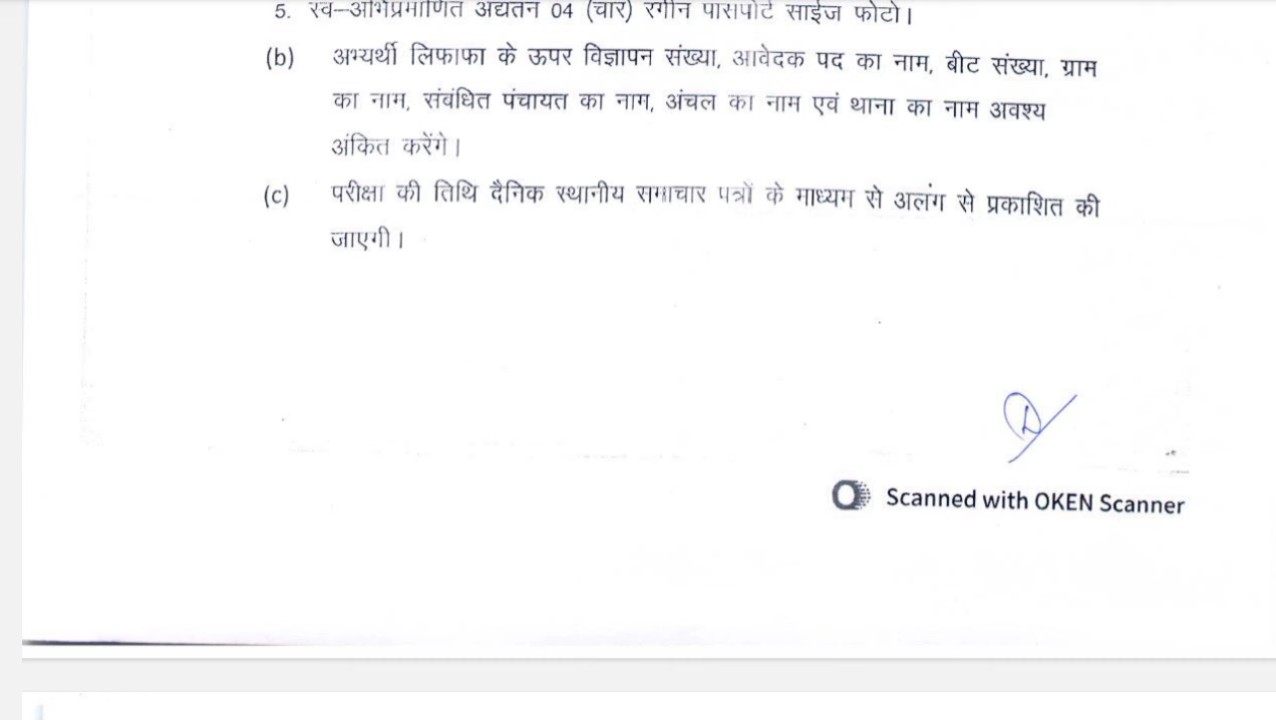 5. स्व–अभिप्रमाणित अद्यतन 04 (चार) रंगीन पासपोर्ट साईज फोटो।
(b) अभ्यर्थी लिफाफा के ऊपर विज्ञापन संख्या, आवेदक पद का नाम, बीट संख्या, ग्राम
का नाम, संबंधित पंचायत का नाम, अंचल का नाम एवं थाना का नाम अवश्य
अंकित करेंगे।
(c) परीक्षा की तिथि दैनिक स्थानीय समाचार पत्रों के माध्यम से अलंग से प्रकाशित की
जाएगी।
Scanned with OKEN Scanner